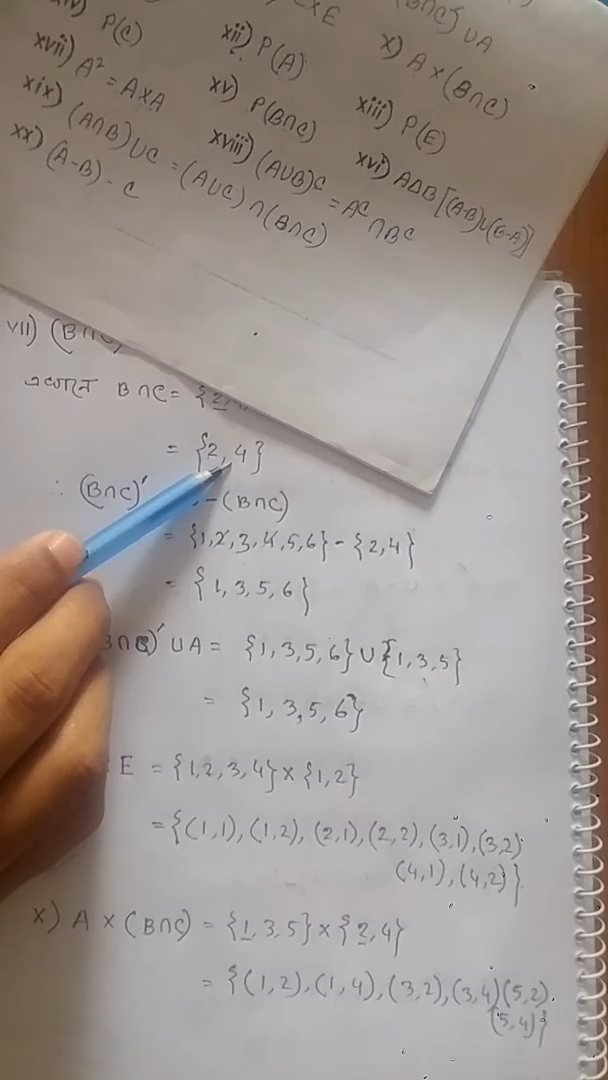 CXE (B∩C)' ∪A
P(C) xii) P(A) x) A × (B∩C)
xvii) A² = A×A xv) P(B∩C) xiii) P(E)
xix) (A∩B)∪C = (A∪C)∩(B∩C) xviii) (A∪B)C = AC∩BC xvi) AΔB [(A-B)∪(B-A)]
xx) (A-B) - C
VII) (B∩C)
এখানে B∩C = {2,
= {2, 4}
∴ (B∩C)' - (B∩C)
= {1,2,3,4,5,6} - {2,4}
= {1, 3, 5, 6}
∩C)' ∪A = {1,3,5,6} ∪ {1,3,5}
= {1, 3, 5, 6}
E = {1,2,3,4} × {1,2}
= {(1,1), (1,2), (2,1), (2,2), (3,1), (3,2)
(4,1), (4,2)}
x) A × (B∩C) = {1,3,5} × {2,4}
= {(1,2), (1,4), (3,2), (3,4) (5,2).
(5,4)}